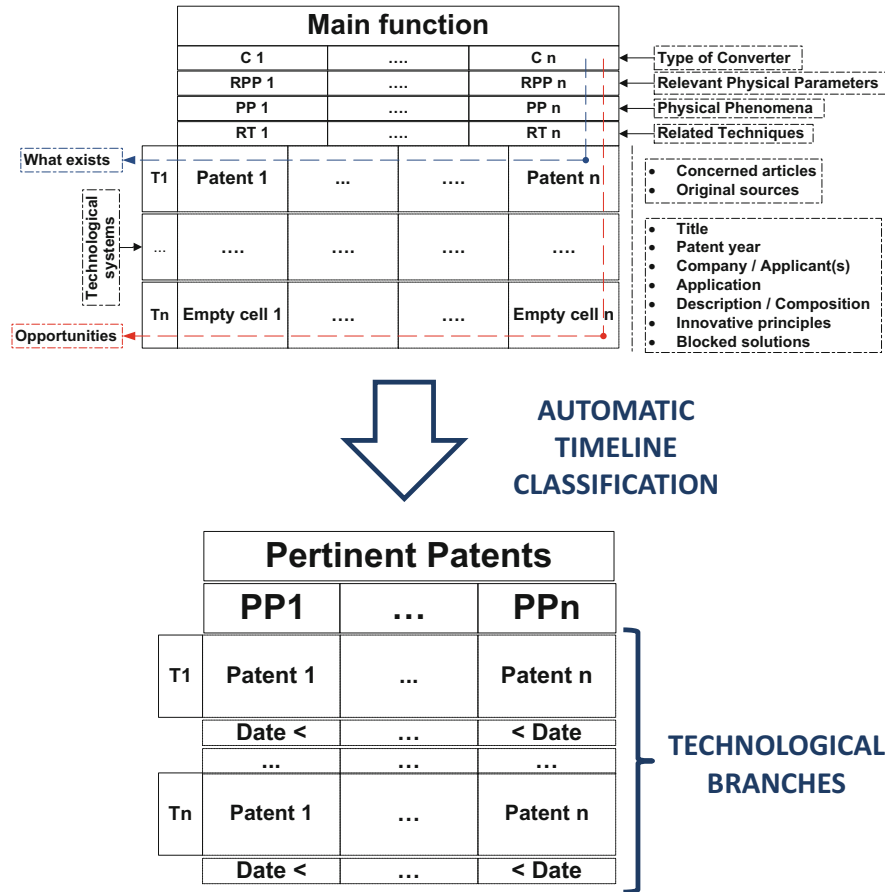 Main function
C 1 .... C n
Type of Converter
RPP 1 .... RPP n
Relevant Physical Parameters
PP 1 .... PP n
Physical Phenomena
RT 1 .... RT n
Related Techniques
What exists
T1 Patent 1 ... .... Patent n
• Concerned articles
• Original sources
Technological
systems
... .... .... .... ....
• Title
• Patent year
• Company / Applicant(s)
• Application
• Description / Composition
• Innovative principles
• Blocked solutions
Tn Empty cell 1 .... .... Empty cell n
Opportunities
AUTOMATIC
TIMELINE
CLASSIFICATION
Pertinent Patents
PP1 ... PPn
T1 Patent 1 ... Patent n
Date < ... < Date
... ... ...
Tn Patent 1 ... Patent n
Date < ... < Date
TECHNOLOGICAL
BRANCHES